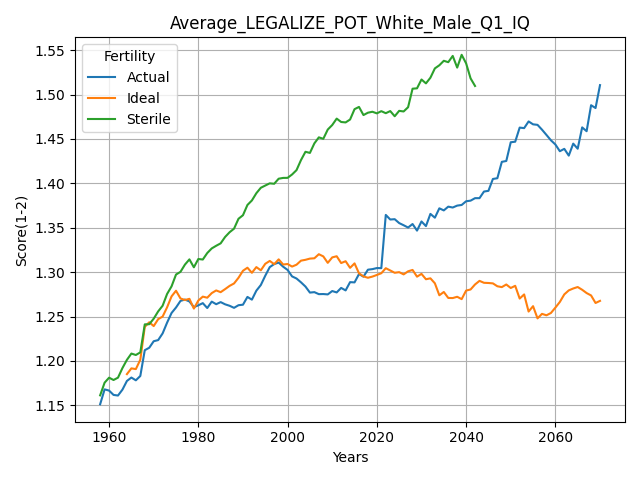 Average_LEGALIZE_POT_White_Male_Q1_IQ
Fertility
Actual
Ideal
Sterile
Score(1-2)
1.55
1.50
1.45
1.40
1.35
1.30
1.25
1.20
1.15
1960 1980 2000 2020 2040 2060
Years